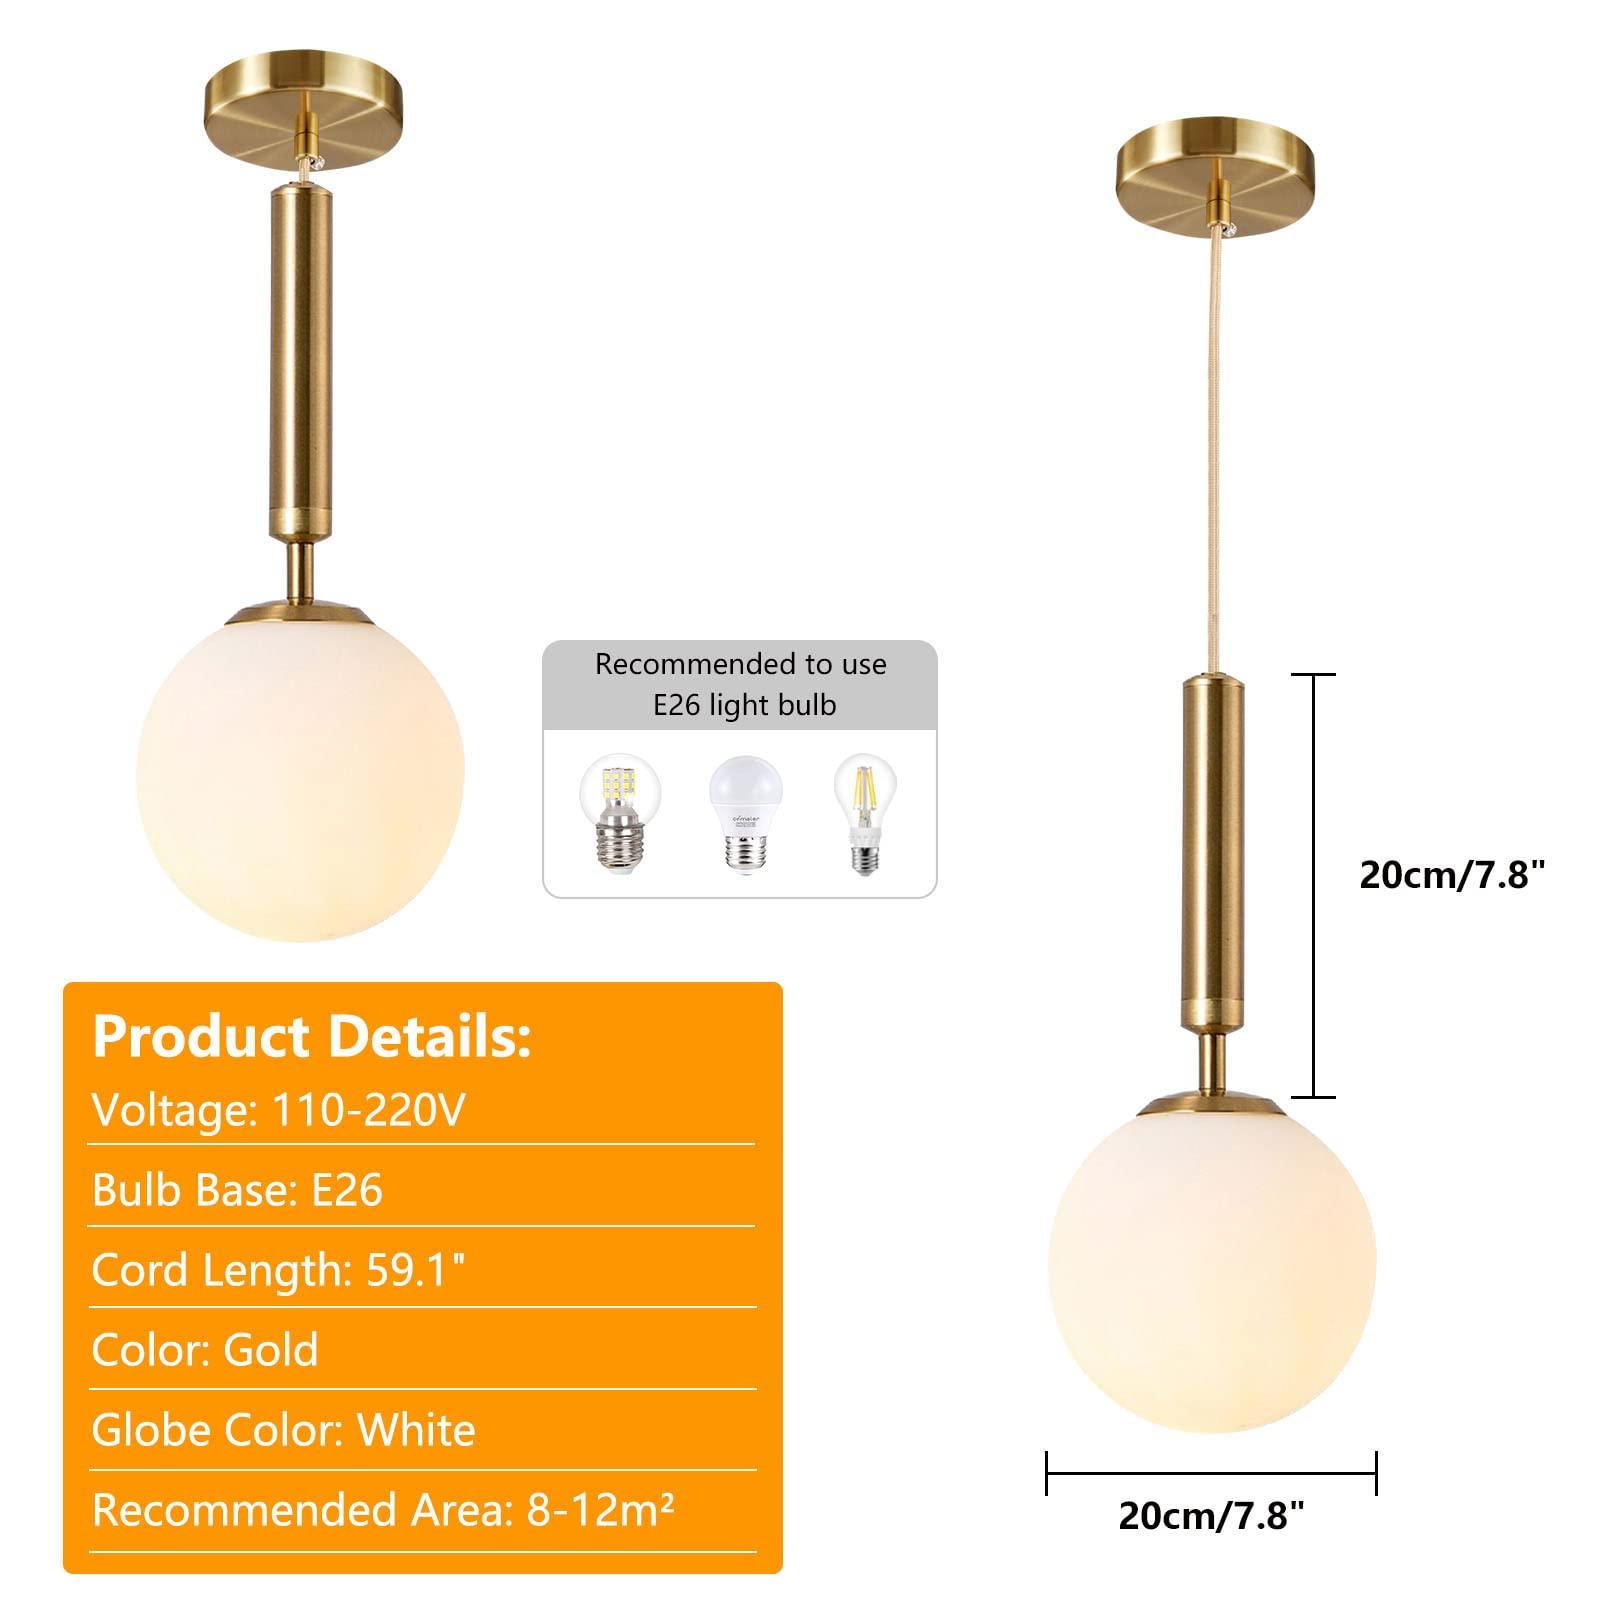 Recommended to use
E26 light bulb
20cm/7.8"
Product Details:
Voltage: 110-220V
Bulb Base: E26
Cord Length: 59.1"
Color: Gold
Globe Color: White
Recommended Area: 8-12m²
20cm/7.8"